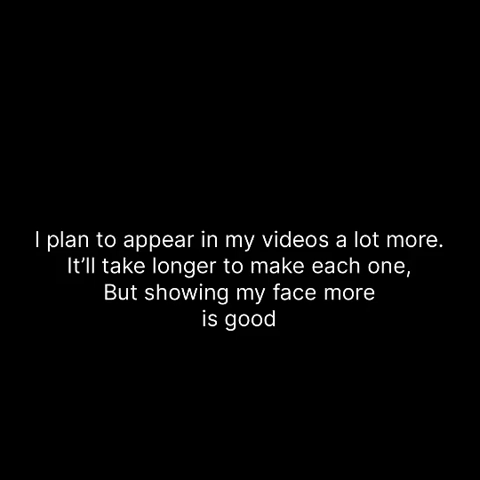 I plan to appear in my videos a lot more.
It’ll take longer to make each one,
But showing my face more
is good